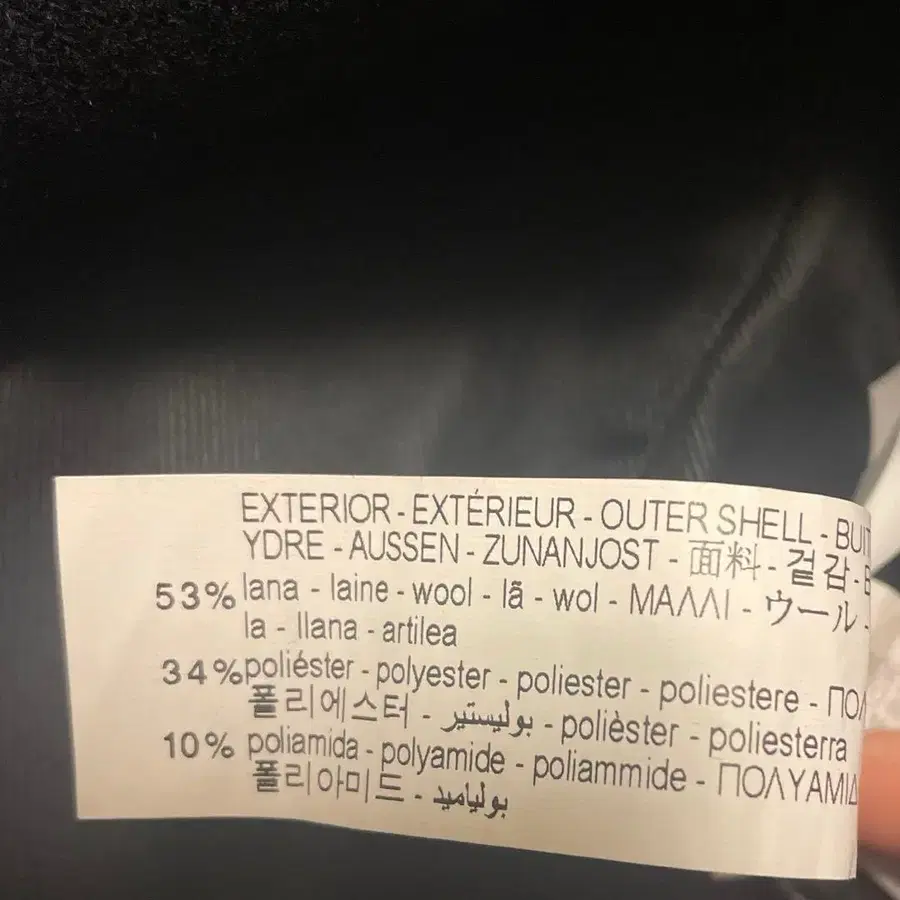 EXTERIOR - EXTÉRIEUR - OUTER SHELL -
YDRE - AUSSEN - ZUNANJOST - 面料 - 겉감 -
53% lana - laine - wool - lã - wol - ΜΑΛΛΙ - ウール -
la - llana - artilea
34% poliéster - polyester - poliester - poliestere -
폴리에스터 - بوليستير - polièster - poliesterra
10% poliamida - polyamide - poliammide -
폴리아미드 - بولياميد